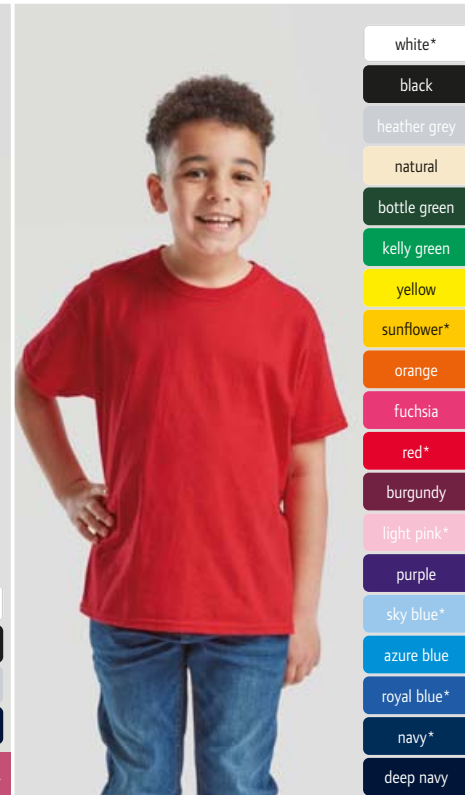 white*
black
heather grey
natural
bottle green
kelly green
yellow
sunflower*
orange
fuchsia
red*
burgundy
light pink*
purple
sky blue*
azure blue
royal blue*
navy*
deep navy